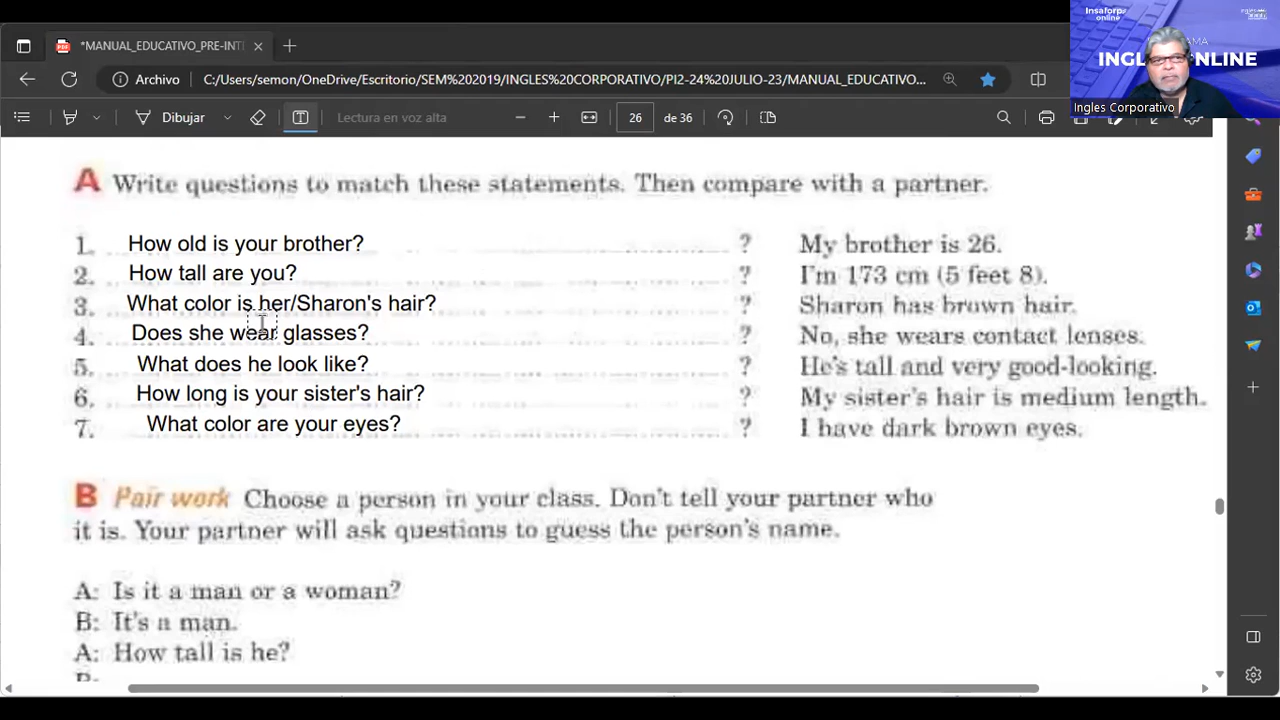 Insaforp
online
*MANUAL_EDUCATIVO_PRE-INT
INGL NLINE
Ingles Corporativo
Archivo
C:/Users/semon/OneDrive/Escritorio/SEM%202019/INGLES%20CORPORATIVO/PI2-24%20JULIO-23/MANUAL_EDUCATIVO...
Dibujar
Lectura en voz alta
26
de 36
A Write questions to match these statements. Then compare with a partner.
1. How old is your brother? ? My brother is 26.
2. How tall are you? ? I'm 173 cm (5 feet 8).
3. What color is her/Sharon's hair? ? Sharon has brown hair.
4. Does she wear glasses? ? No, she wears contact lenses.
5. What does he look like? ? He's tall and very good-looking.
6. How long is your sister's hair? ? My sister's hair is medium length.
7. What color are your eyes? ? I have dark brown eyes.
B Pair work Choose a person in your class. Don't tell your partner who
it is. Your partner will ask questions to guess the person's name.
A: Is it a man or a woman?
B: It's a man.
A: How tall is he?
B: